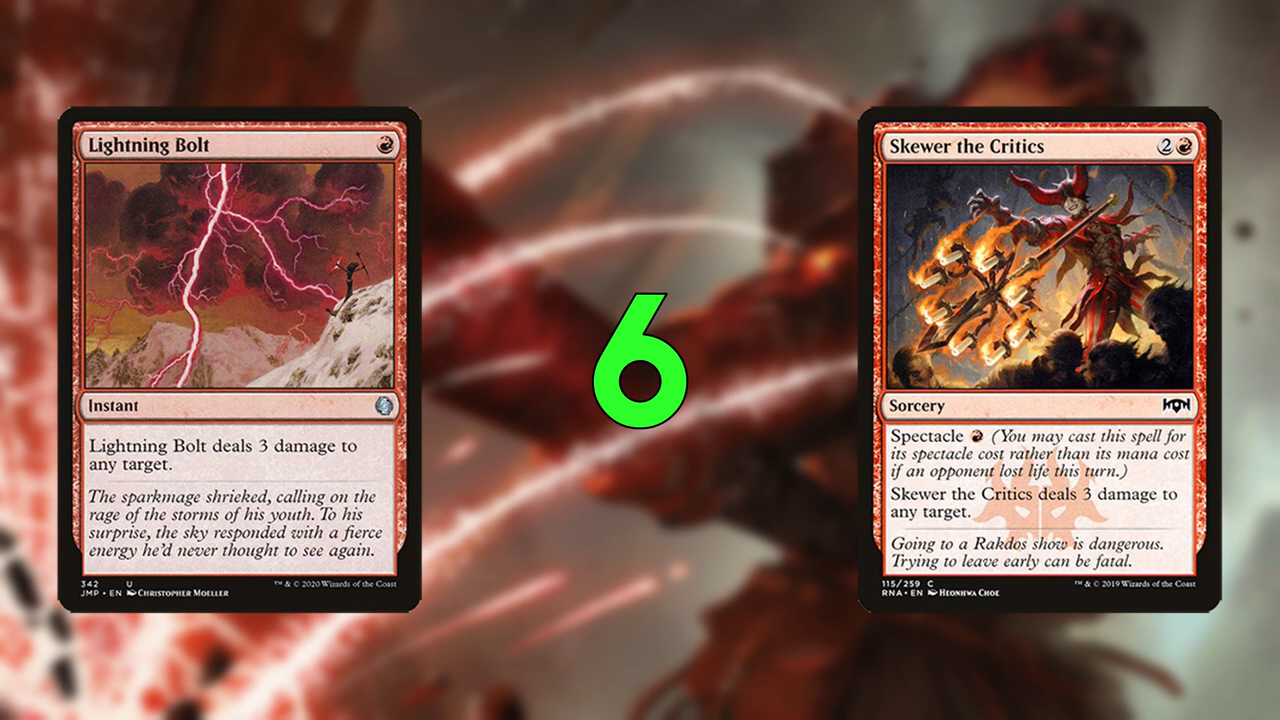 Lightning Bolt
Instant
Lightning Bolt deals 3 damage to
any target.
The sparkmage shrieked, calling on the
rage of the storms of his youth. To his
surprise, the sky responded with a fierce
energy he'd never thought to see again.
342 U
JMP • EN Christopher Moeller
™ & © 2020 Wizards of the Coast
6
Skewer the Critics 2
Sorcery
Spectacle (You may cast this spell for
its spectacle cost rather than its mana cost
if an opponent lost life this turn.)
Skewer the Critics deals 3 damage to
any target.
Going to a Rakdos show is dangerous.
Trying to leave early can be fatal.
115/259 C
RNA • EN Heonhwa Choe
™ & © 2019 Wizards of the Coast